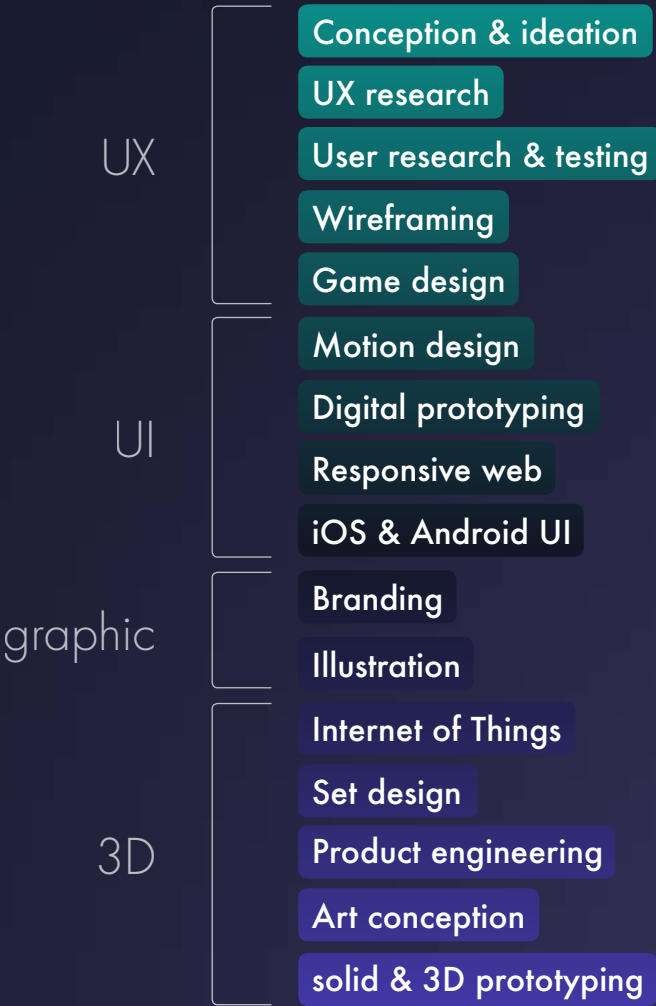 UX
Conception & ideation
UX research
User research & testing
Wireframing
Game design
UI
Motion design
Digital prototyping
Responsive web
iOS & Android UI
graphic
Branding
Illustration
3D
Internet of Things
Set design
Product engineering
Art conception
solid & 3D prototyping